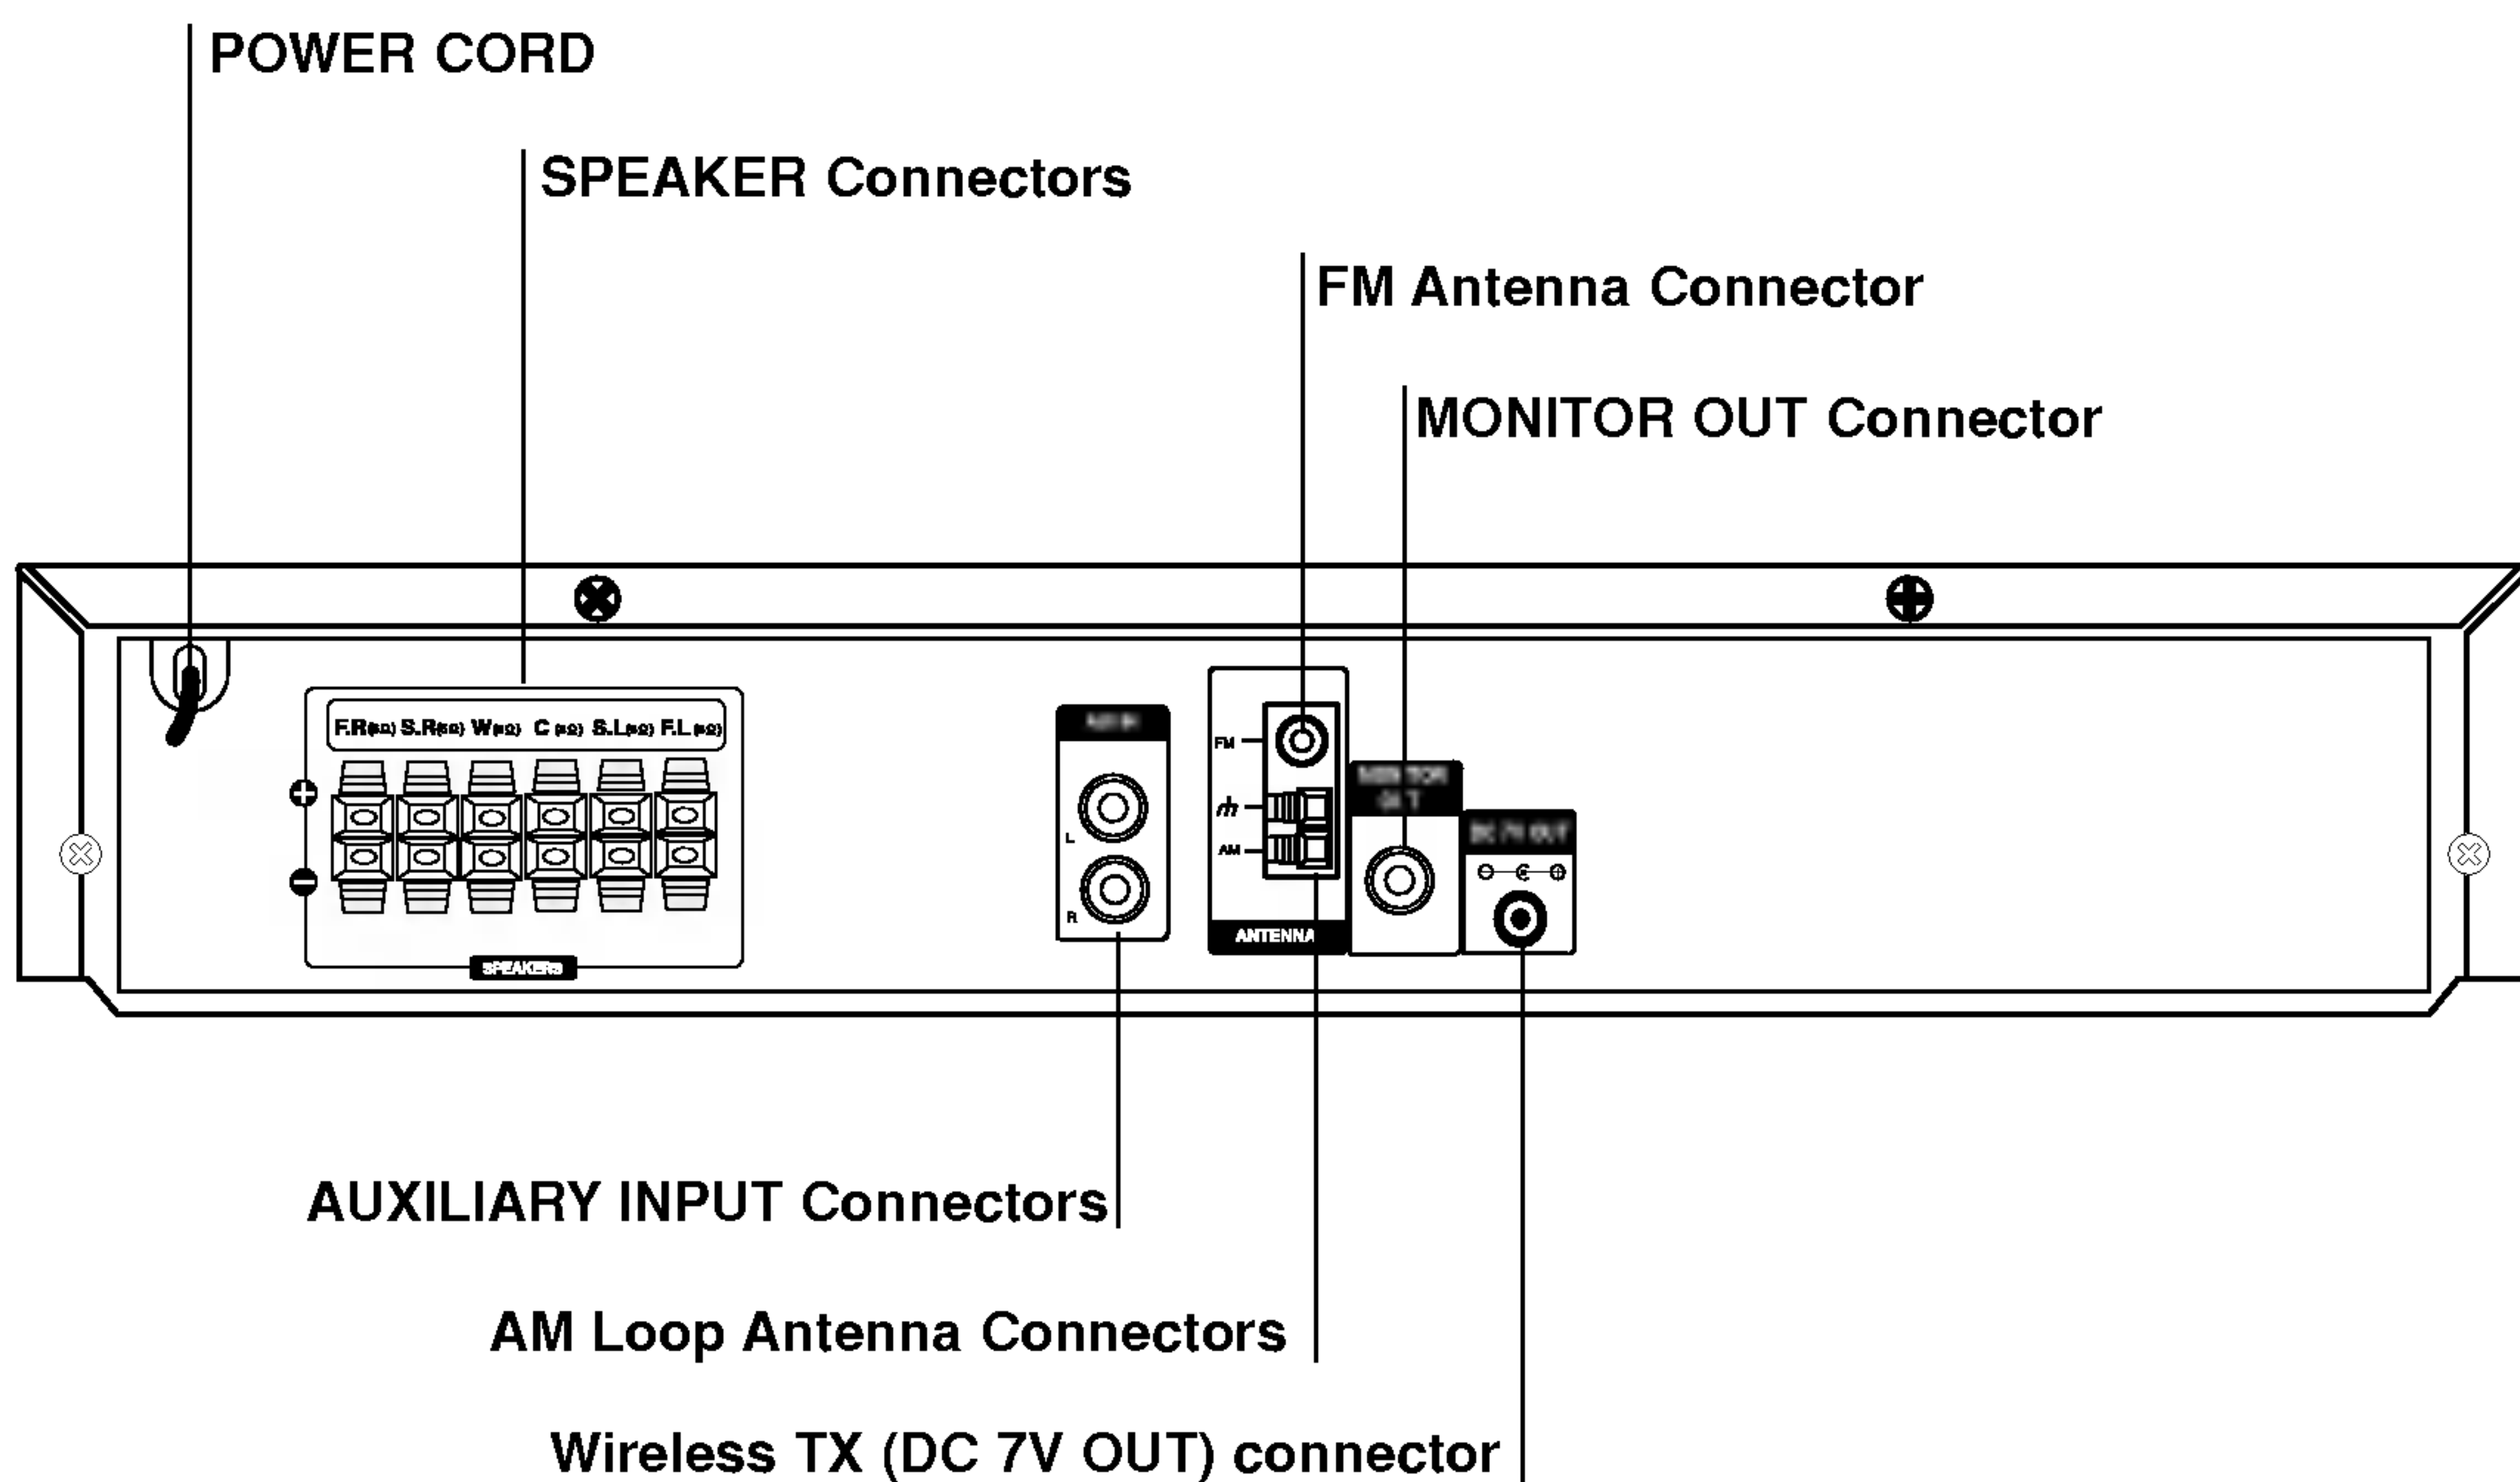 POWER CORD
SPEAKER Connectors
FM Antenna Connector
MONITOR OUT Connector
F.R S.R W C S.L F.L
FM
L
AM
R
ANTENNA
SPEAKERS
AUXILIARY INPUT Connectors
AM Loop Antenna Connectors
Wireless TX (DC 7V OUT) connector